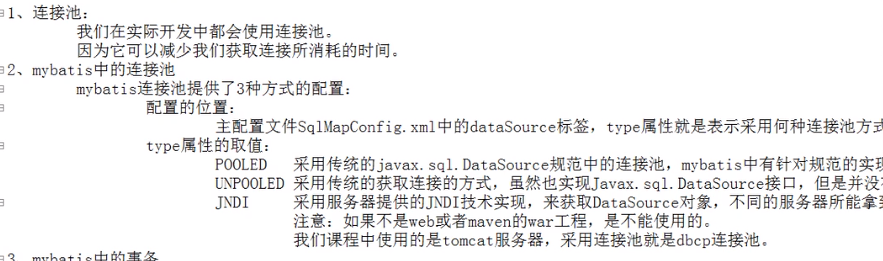 1、连接池：
我们在实际开发中都会使用连接池。
因为它可以减少我们获取连接所消耗的时间。
2、mybatis中的连接池
mybatis连接池提供了3种方式的配置：
配置的位置：
主配置文件SqlMapConfig.xml中的dataSource标签，type属性就是表示采用何种连接池方式
type属性的取值：
POOLED 采用传统的javax.sql.DataSource规范中的连接池，mybatis中有针对规范的实现
UNPOOLED 采用传统的获取连接的方式，虽然也实现Javax.sql.DataSource接口，但是并没
JNDI 采用服务器提供的JNDI技术实现，来获取DataSource对象，不同的服务器所能拿到
注意：如果不是web或者maven的war工程，是不能使用的。
我们课程中使用的是tomcat服务器，采用连接池就是dbcp连接池。
3、mybatis中的事务